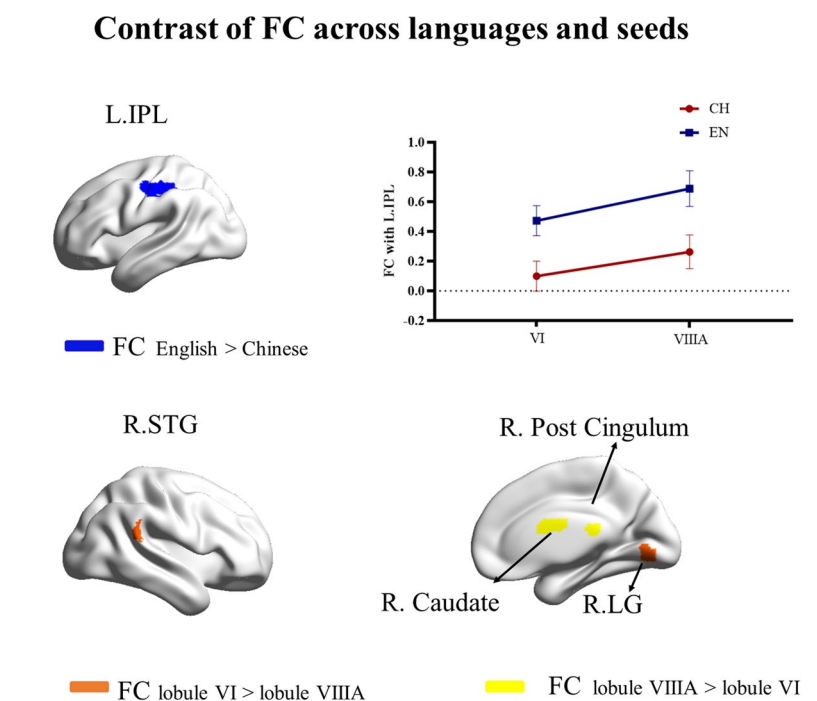 Contrast of FC across languages and seeds
L.IPL
CH
EN
1.0
0.8
0.6
0.4
0.2
0.0
-0.2
FC with L.IPL
VI
VIIIA
FC English > Chinese
R.STG
R. Post Cingulum
R. Caudate
R.LG
FC lobule VI > lobule VIIIA
FC lobule VIIIA > lobule VI